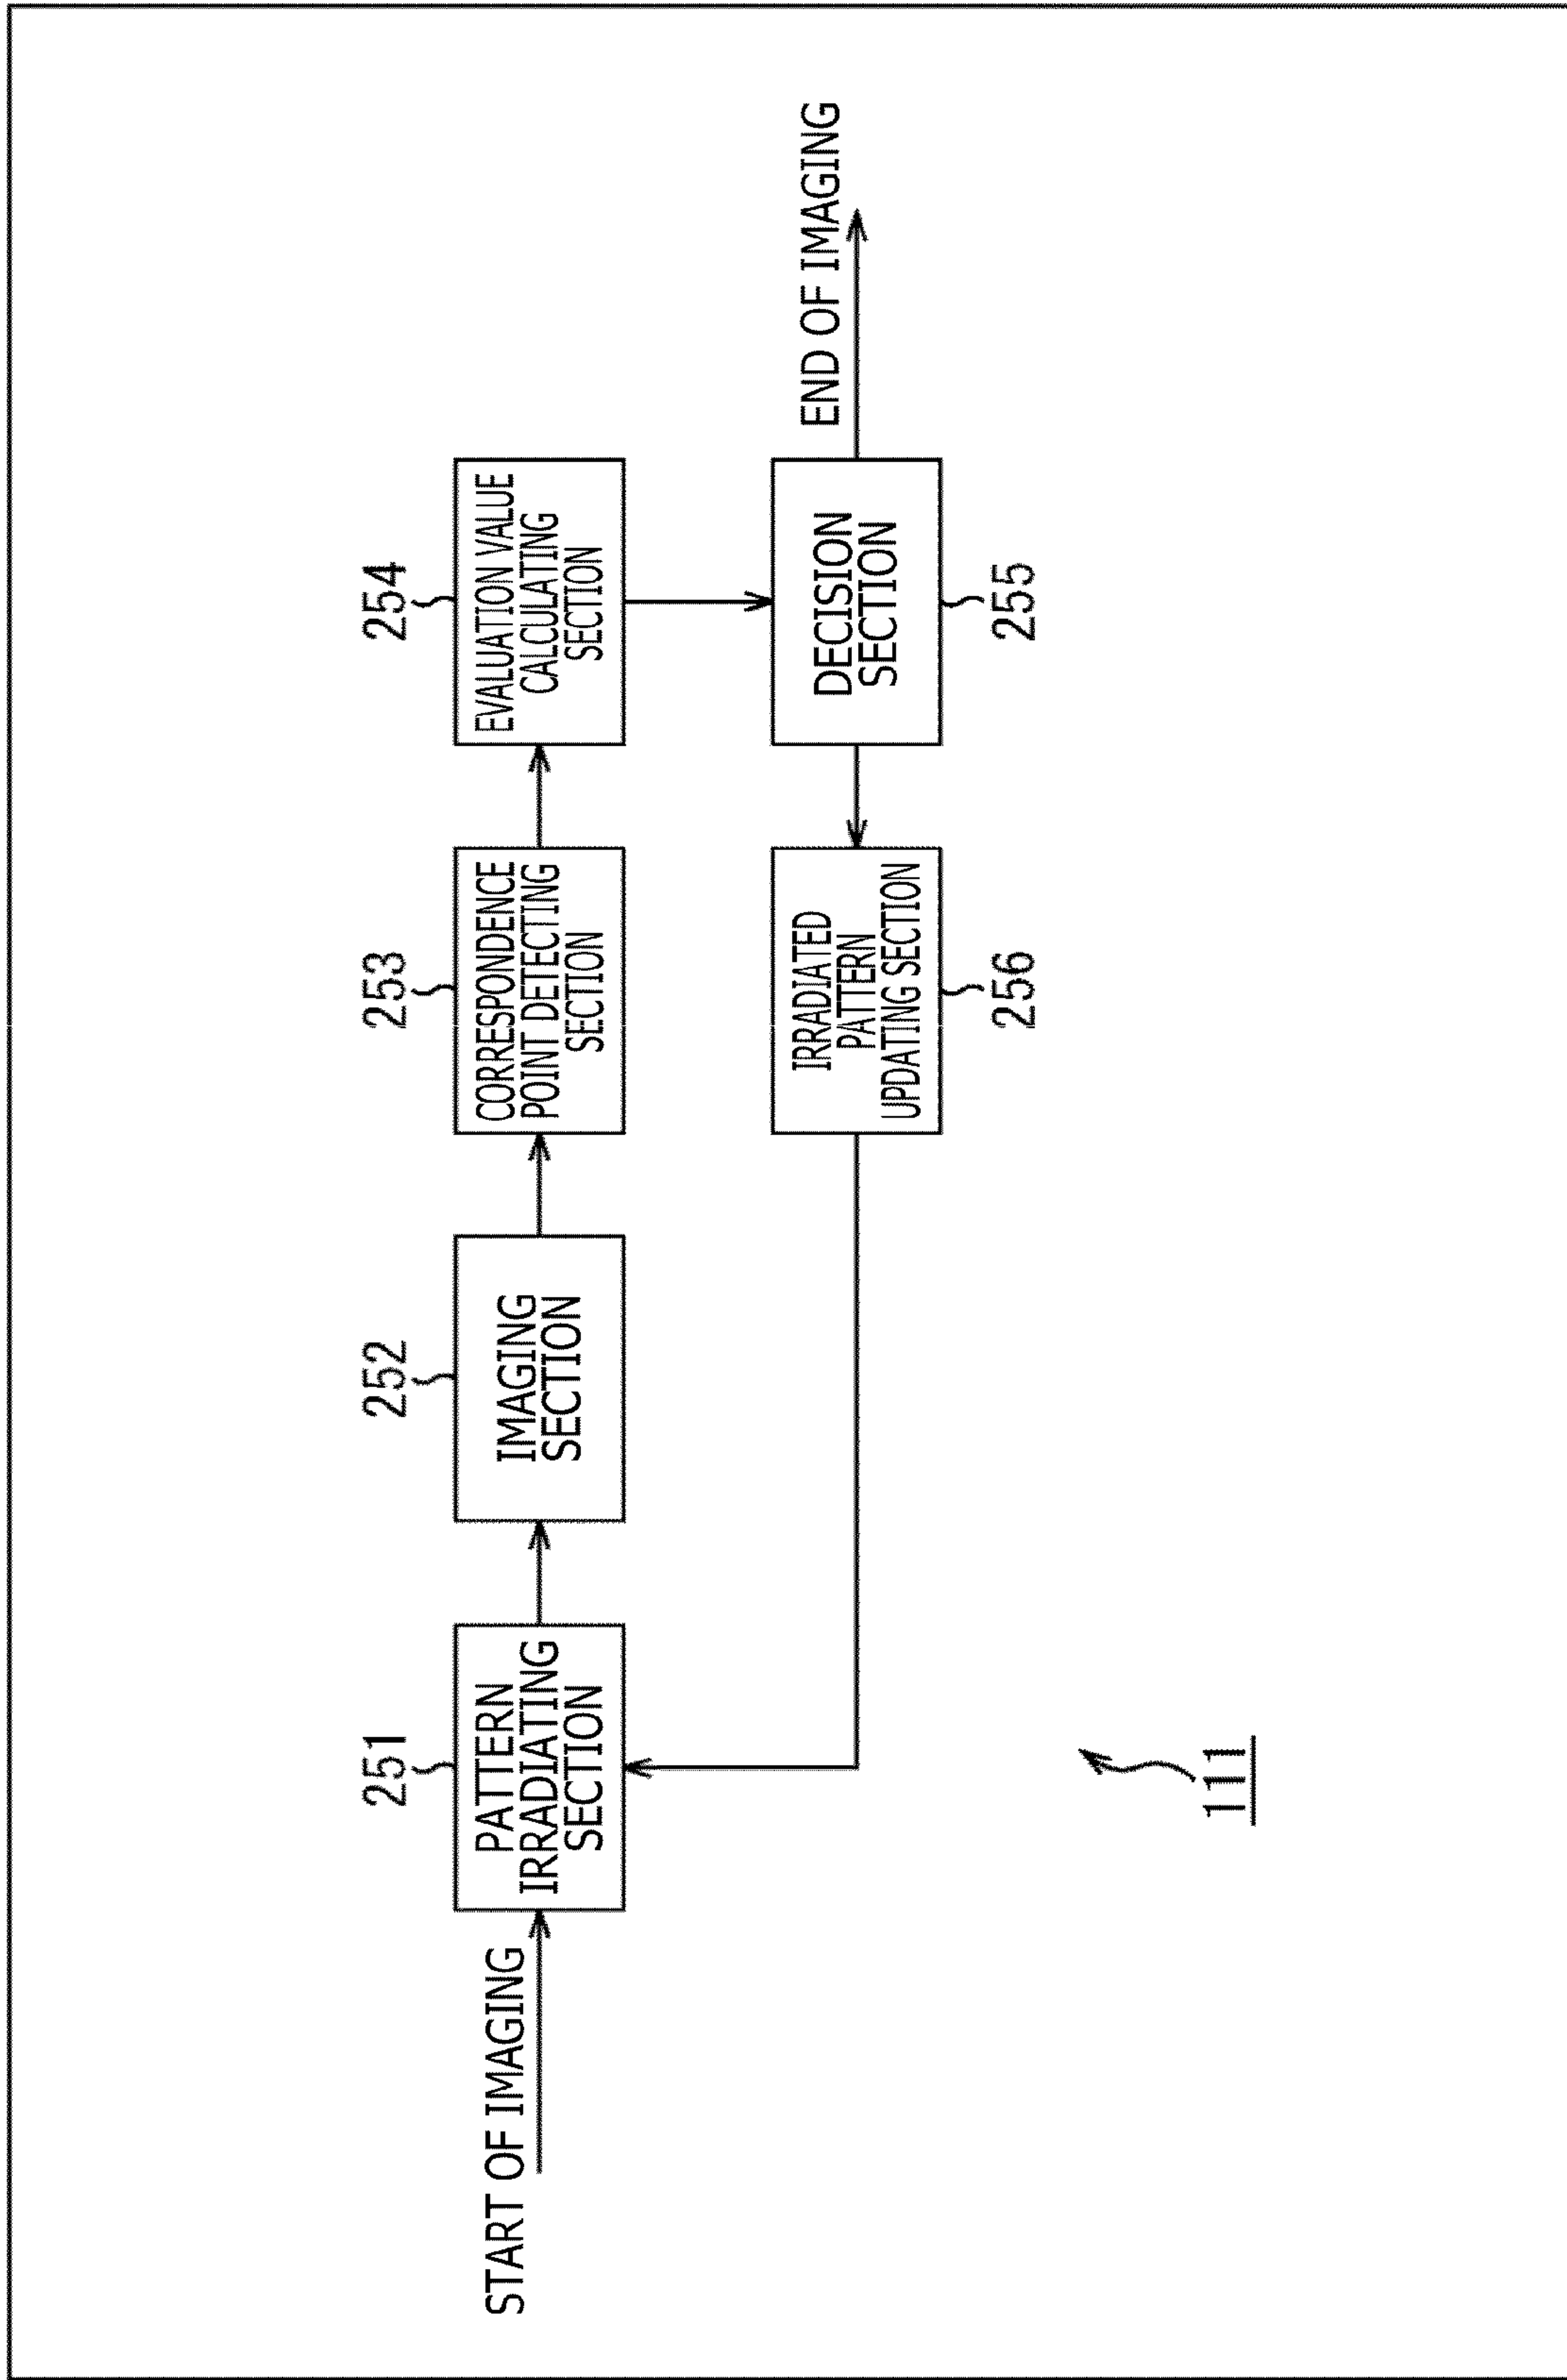 START OF IMAGING
251
PATTERN
IRRADIATING
SECTION
252
IMAGING
SECTION
253
CORRESPONDENCE
POINT DETECTING
SECTION
254
EVALUATION VALUE
CALCULATING
SECTION
IRRADIATED
PATTERN
UPDATING SECTION
256
DECISION
SECTION
255
END OF IMAGING
111